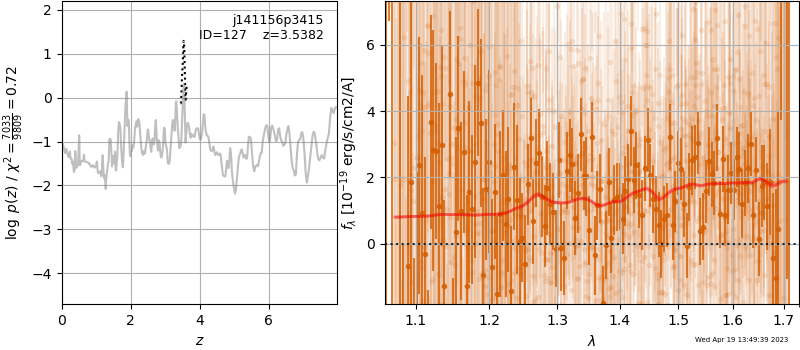 j141156p3415
ID=127 z=3.5382
2
1
0
−1
−2
−3
−4
0 2 4 6
z
log p(z) / χ² = 7033/9809 = 0.72
6
4
2
0
1.1 1.2 1.3 1.4 1.5 1.6 1.7
λ
fλ [10⁻¹⁹ erg/s/cm2/A]
Wed Apr 19 13:49:39 2023